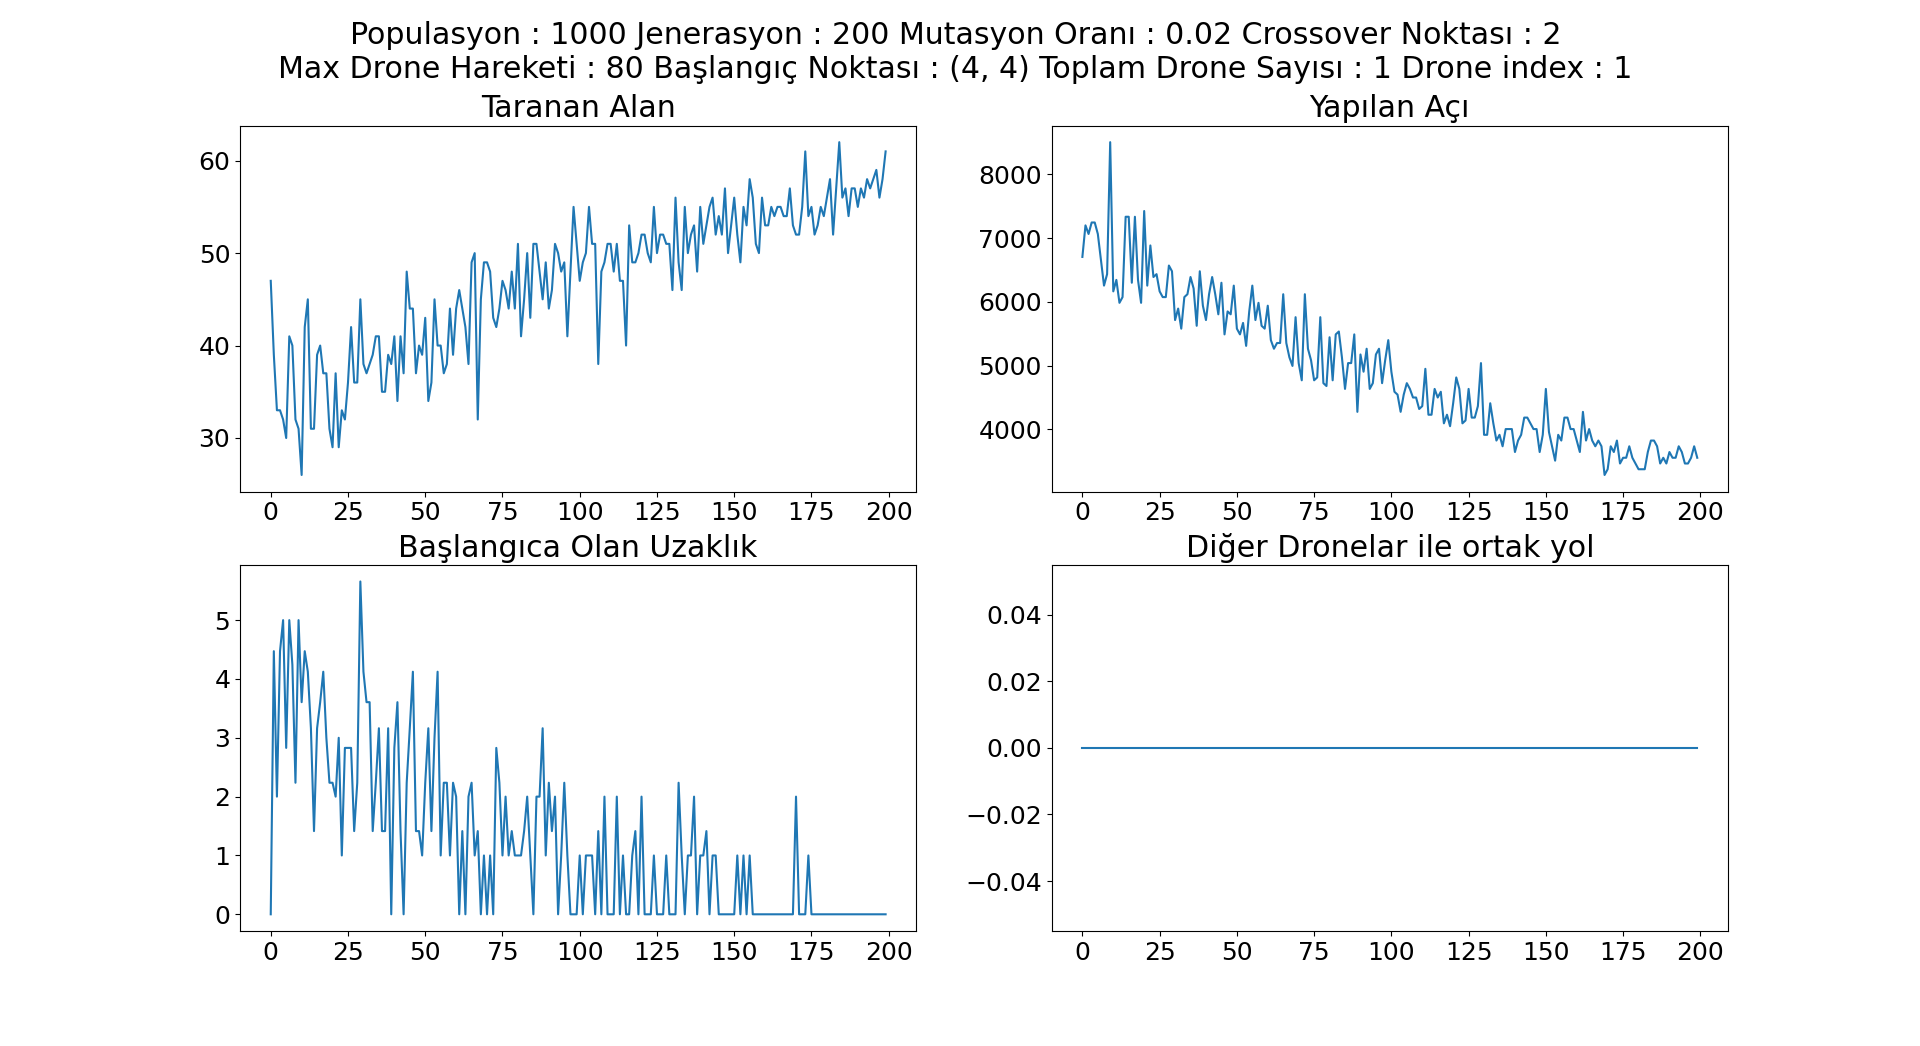 Populasyon : 1000 Jenerasyon : 200 Mutasyon Oranı : 0.02 Crossover Noktası : 2
Max Drone Hareketi : 80 Başlangıç Noktası : (4, 4) Toplam Drone Sayısı : 1 Drone index : 1
Taranan Alan
60
50
40
30
0 25 50 75 100 125 150 175 200
Yapılan Açı
8000
7000
6000
5000
4000
0 25 50 75 100 125 150 175 200
Başlangıca Olan Uzaklık
5
4
3
2
1
0
0 25 50 75 100 125 150 175 200
Diğer Dronelar ile ortak yol
0.04
0.02
0.00
−0.02
−0.04
0 25 50 75 100 125 150 175 200